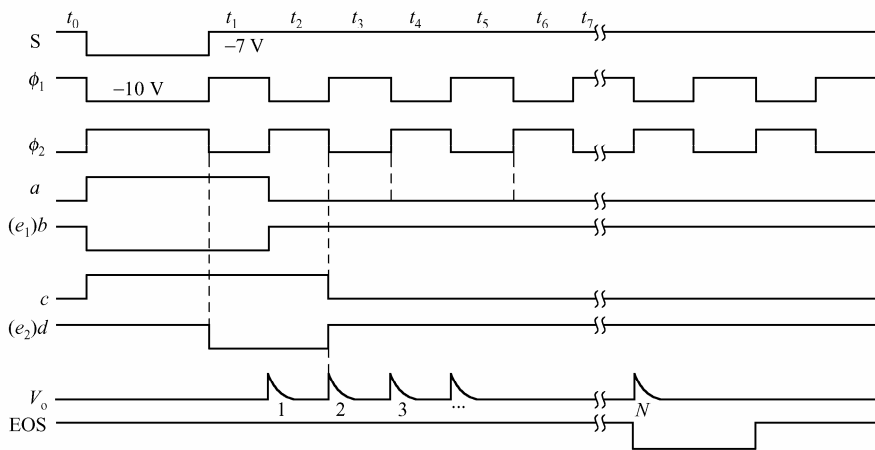 t0 t1 t2 t3 t4 t5 t6 t7
S −7 V
ϕ1 −10 V
ϕ2
a
(e1)b
c
(e2)d
Vo 1 2 3 ... N
EOS